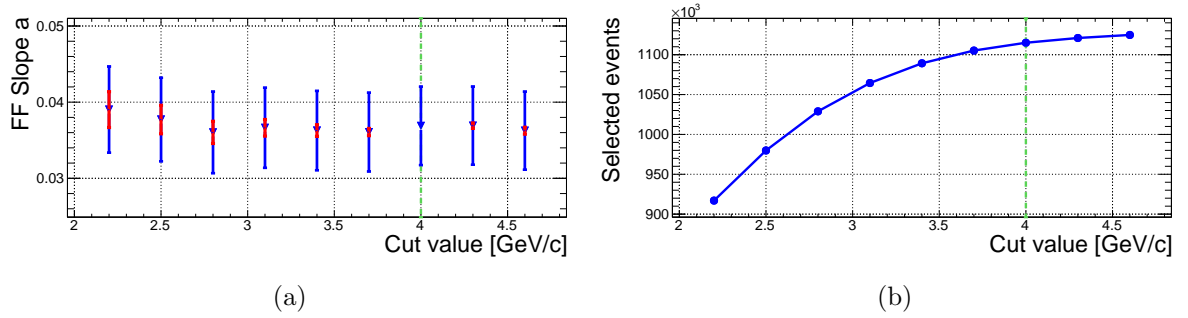 FF Slope a
0.05
0.04
0.03
2 2.5 3 3.5 4 4.5
Cut value [GeV/c]
(a)
×10³
Selected events
1100
1050
1000
950
900
2 2.5 3 3.5 4 4.5
Cut value [GeV/c]
(b)